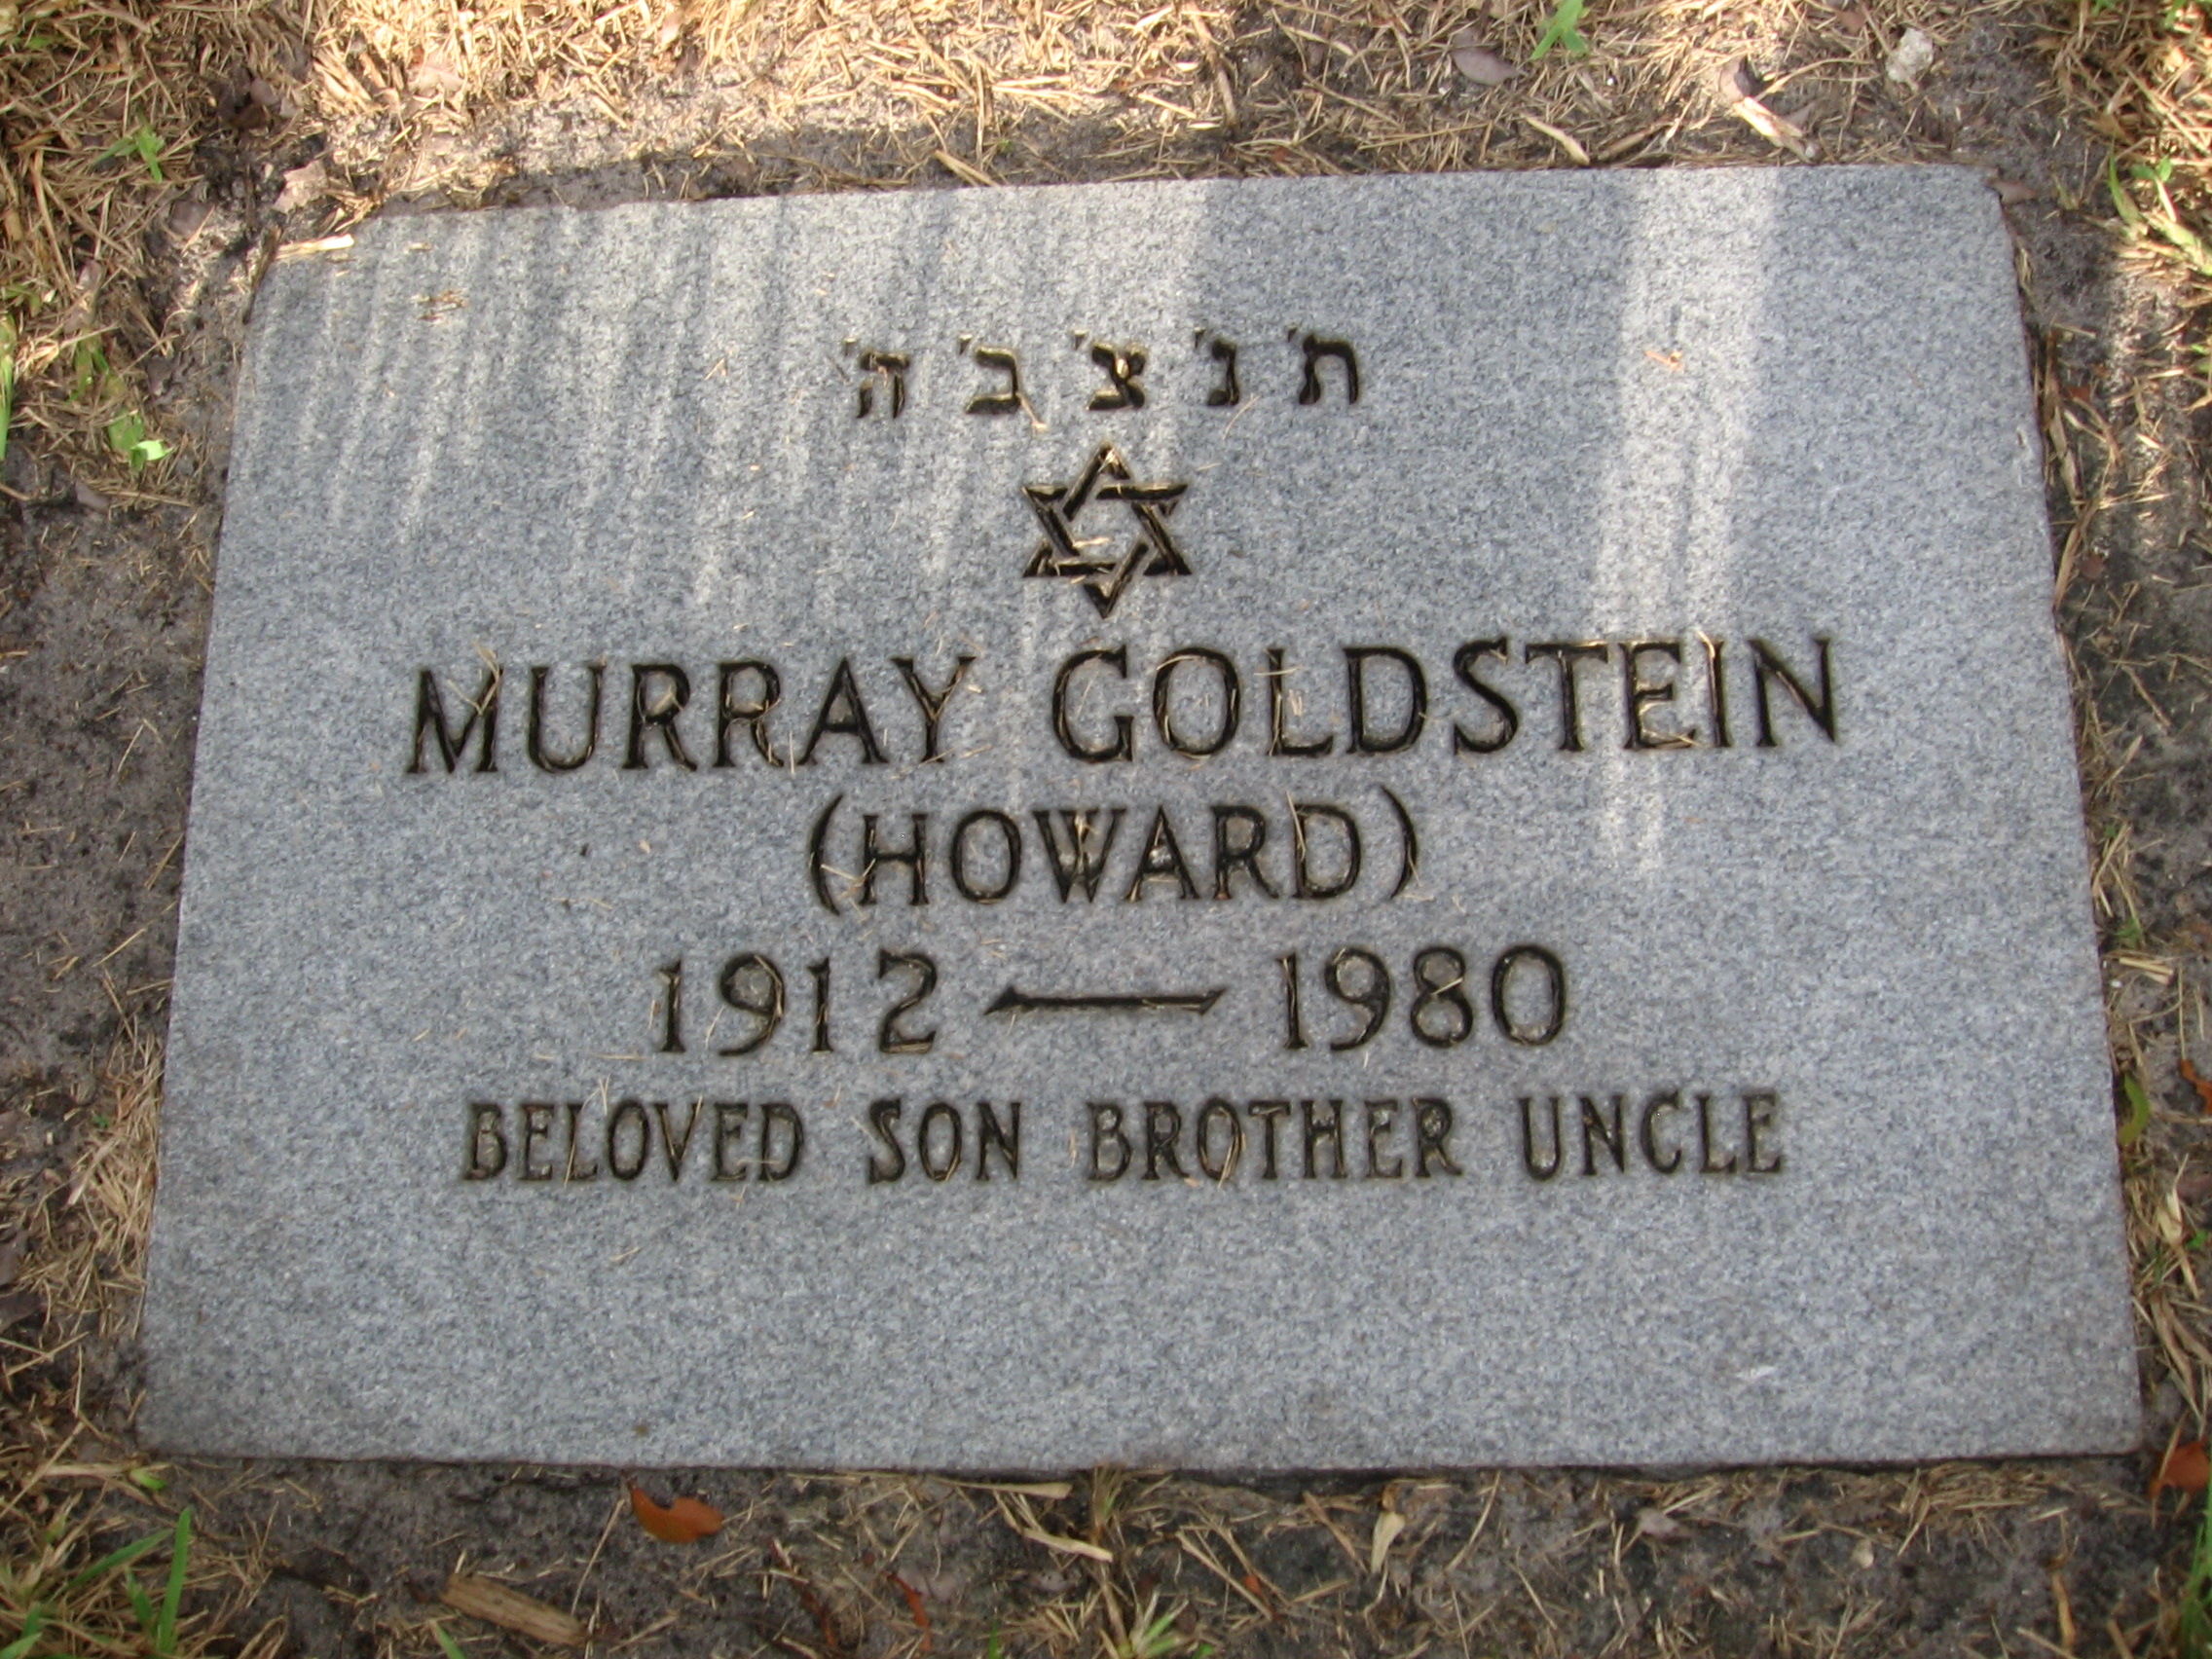 ת' נ' צ' ב' ה'
MURRAY GOLDSTEIN
(HOWARD)
1912 — 1980
BELOVED SON BROTHER UNCLE